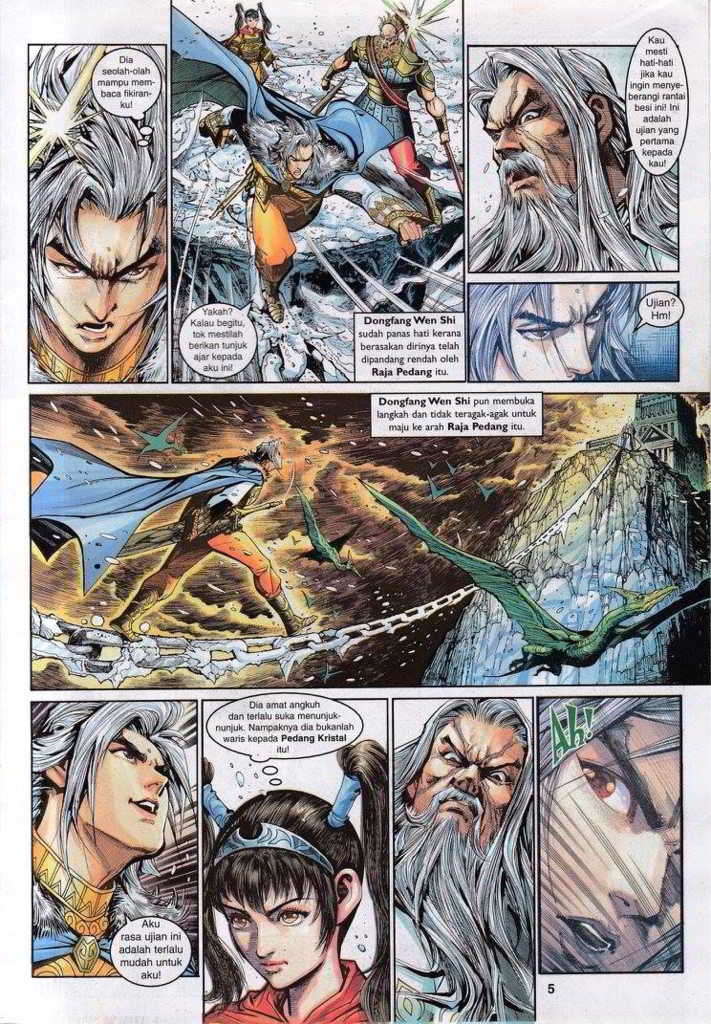 Dia
seolah-olah
mampu mem-
baca fikiran-
ku!
Yakah?
Kalau begitu,
tok mestilah
berikan tunjuk
ajar kepada
aku ini!
Dongfang Wen Shi
sudah panas hati kerana
berasakan dirinya telah
dipandang rendah oleh
Raja Pedang itu.
Kau
mesti
hati-hati
jika kau
ingin menye-
berangi rantai
besi ini! Ini
adalah
ujian yang
pertama
kepada
kau!
Ujian?
Hm!
Dongfang Wen Shi pun membuka
langkah dan tidak teragak-agak untuk
maju ke arah Raja Pedang itu.
Aku
rasa ujian ini
adalah terlalu
mudah untuk
aku!
Dia amat angkuh
dan terlalu suka menunjuk-
nunjuk. Nampaknya dia bukanlah
waris kepada Pedang Kristal
itu!
Ah!
5